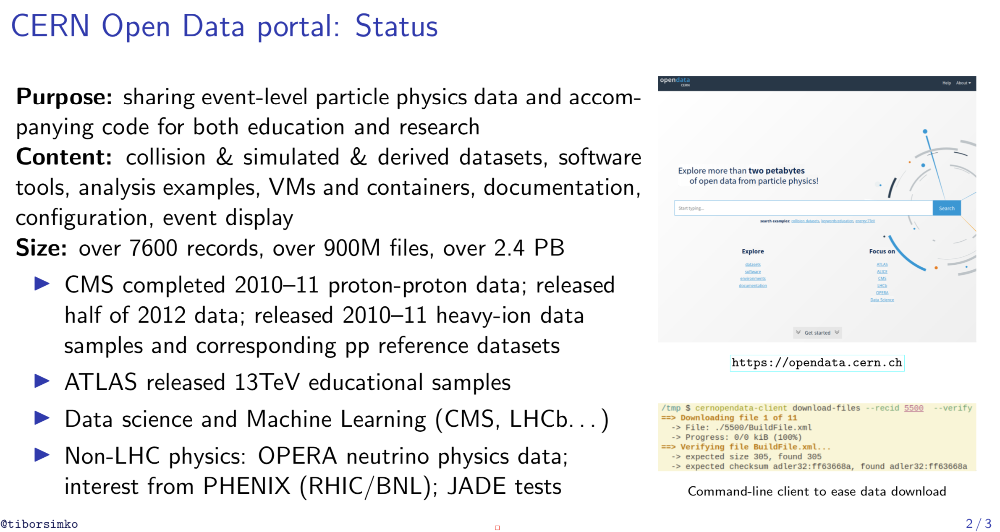 CERN Open Data portal: Status
Purpose: sharing event-level particle physics data and accom-
panying code for both education and research
Content: collision & simulated & derived datasets, software
tools, analysis examples, VMs and containers, documentation,
configuration, event display
Size: over 7600 records, over 900M files, over 2.4 PB
▶ CMS completed 2010–11 proton-proton data; released
half of 2012 data; released 2010–11 heavy-ion data
samples and corresponding pp reference datasets
▶ ATLAS released 13TeV educational samples
▶ Data science and Machine Learning (CMS, LHCb...)
▶ Non-LHC physics: OPERA neutrino physics data;
interest from PHENIX (RHIC/BNL); JADE tests
opendata
CERN
Help About
Explore more than two petabytes
of open data from particle physics!
Start typing...
Search
search examples: collision datasets, keywords:education, energy:7TeV
Explore
datasets
software
environments
documentation
Focus on
ATLAS
ALICE
CMS
LHCb
OPERA
Data Science
Get started
https://opendata.cern.ch
/tmp $ cernopendata-client download-files --recid 5500 --verify
==> Downloading file 1 of 11
-> File: ./5500/BuildFile.xml
-> Progress: 0/0 kiB (100%)
==> Verifying file BuildFile.xml...
-> expected size 305, found 305
-> expected checksum adler32:ff63668a, found adler32:ff63668a
Command-line client to ease data download
@tiborsimko
2 / 3